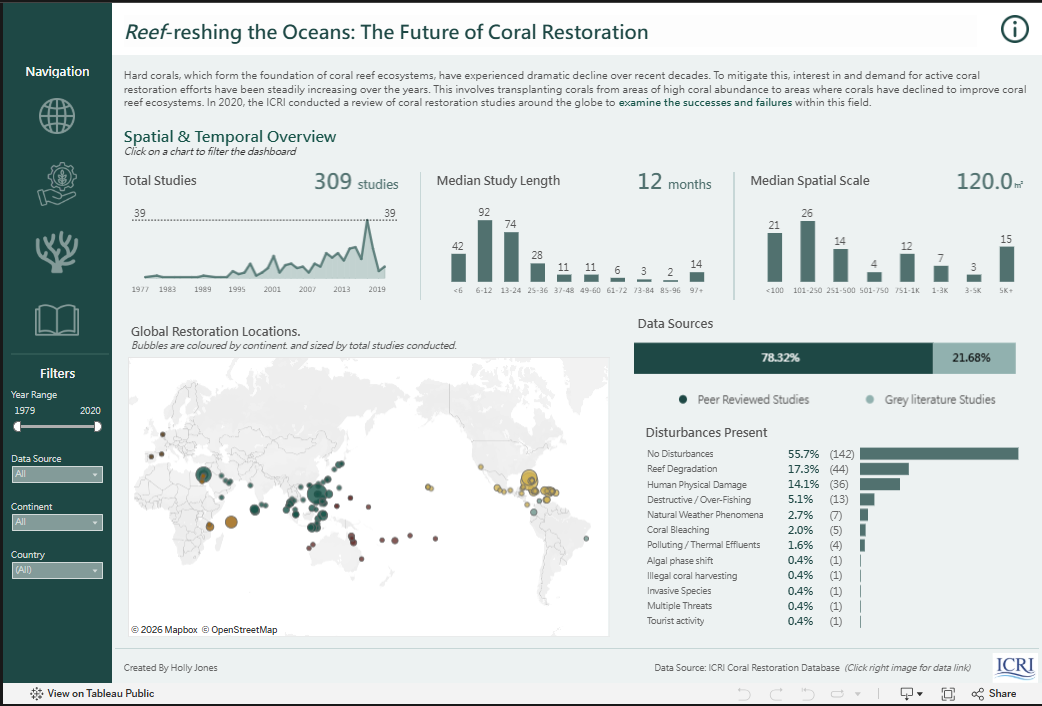 Reef-reshing the Oceans: The Future of Coral Restoration
Navigation
Hard corals, which form the foundation of coral reef ecosystems, have experienced dramatic decline over recent decades. To mitigate this, interest in and demand for active coral
restoration efforts have been steadily increasing over the years. This involves transplanting corals from areas of high coral abundance to areas where corals have declined to improve coral
reef ecosystems. In 2020, the ICRI conducted a review of coral restoration studies around the globe to examine the successes and failures within this field.
Spatial & Temporal Overview
Click on a chart to filter the dashboard
Total Studies
309 studies
39
39
1977 1983 1989 1995 2001 2007 2013 2019
Median Study Length
12 months
42 92 74 28 11 11 6 3 2 14
<6 6-12 13-24 25-36 37-48 49-60 61-72 73-84 85-96 97+
Median Spatial Scale
120.0 m²
21 26 14 4 12 7 3 15
<100 101-250 251-500 501-750 751-1K 1-3K 3-5K 5K+
Filters
Year Range
1979 2020
Data Source
All
Continent
All
Country
(All)
Global Restoration Locations.
Bubbles are coloured by continent. and sized by total studies conducted.
© 2026 Mapbox © OpenStreetMap
Data Sources
78.32% 21.68%
Peer Reviewed Studies Grey literature Studies
Disturbances Present
No Disturbances 55.7% (142)
Reef Degradation 17.3% (44)
Human Physical Damage 14.1% (36)
Destructive / Over-Fishing 5.1% (13)
Natural Weather Phenomena 2.7% (7)
Coral Bleaching 2.0% (5)
Polluting / Thermal Effluents 1.6% (4)
Algal phase shift 0.4% (1)
Illegal coral harvesting 0.4% (1)
Invasive Species 0.4% (1)
Multiple Threats 0.4% (1)
Tourist activity 0.4% (1)
Created By Holly Jones
Data Source: ICRI Coral Restoration Database (Click right image for data link)
ICRI
View on Tableau Public
Share